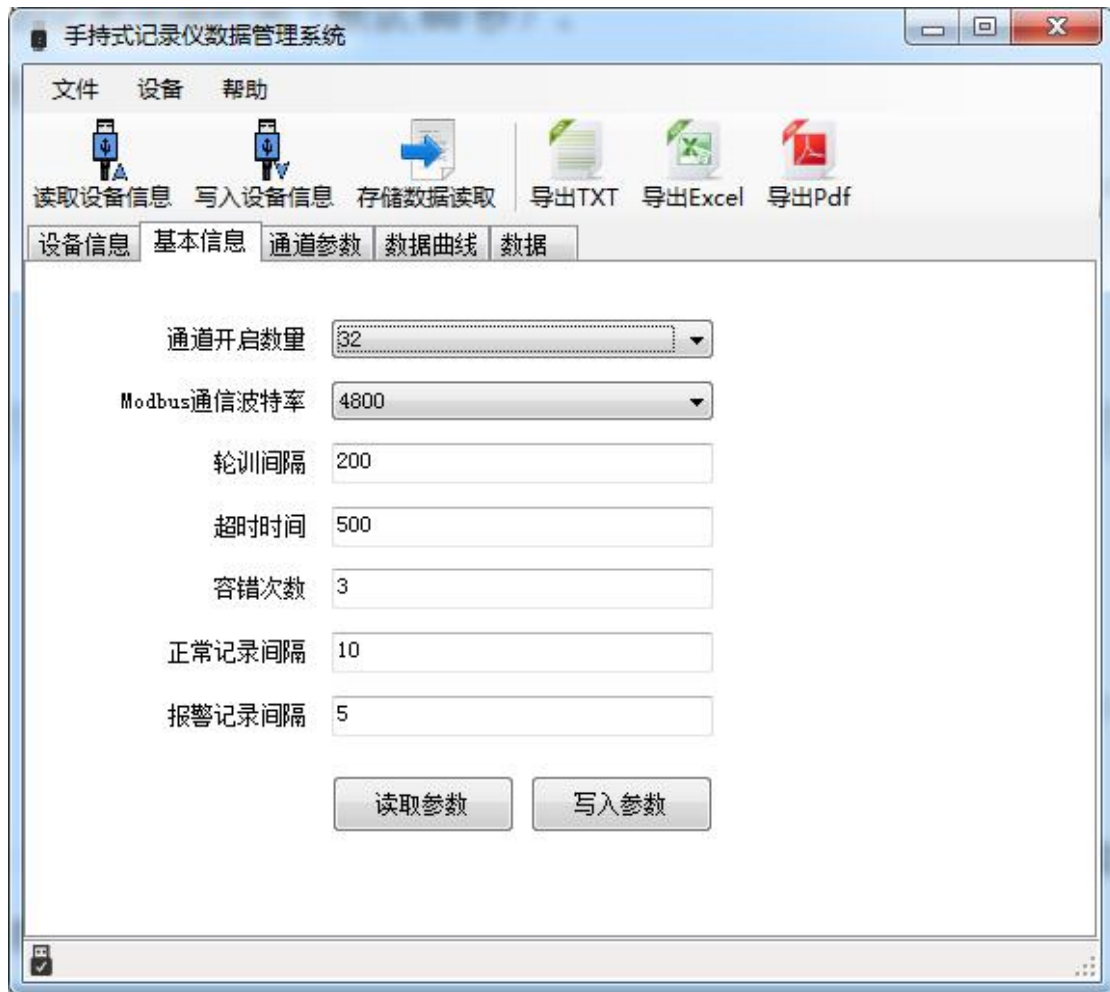 手持式记录仪数据管理系统
文件 设备 帮助
读取设备信息 写入设备信息 存储数据读取 导出TXT 导出Excel 导出Pdf
设备信息 基本信息 通道参数 数据曲线 数据
通道开启数量 32
Modbus通信波特率 4800
轮训间隔 200
超时时间 500
容错次数 3
正常记录间隔 10
报警记录间隔 5
读取参数 写入参数